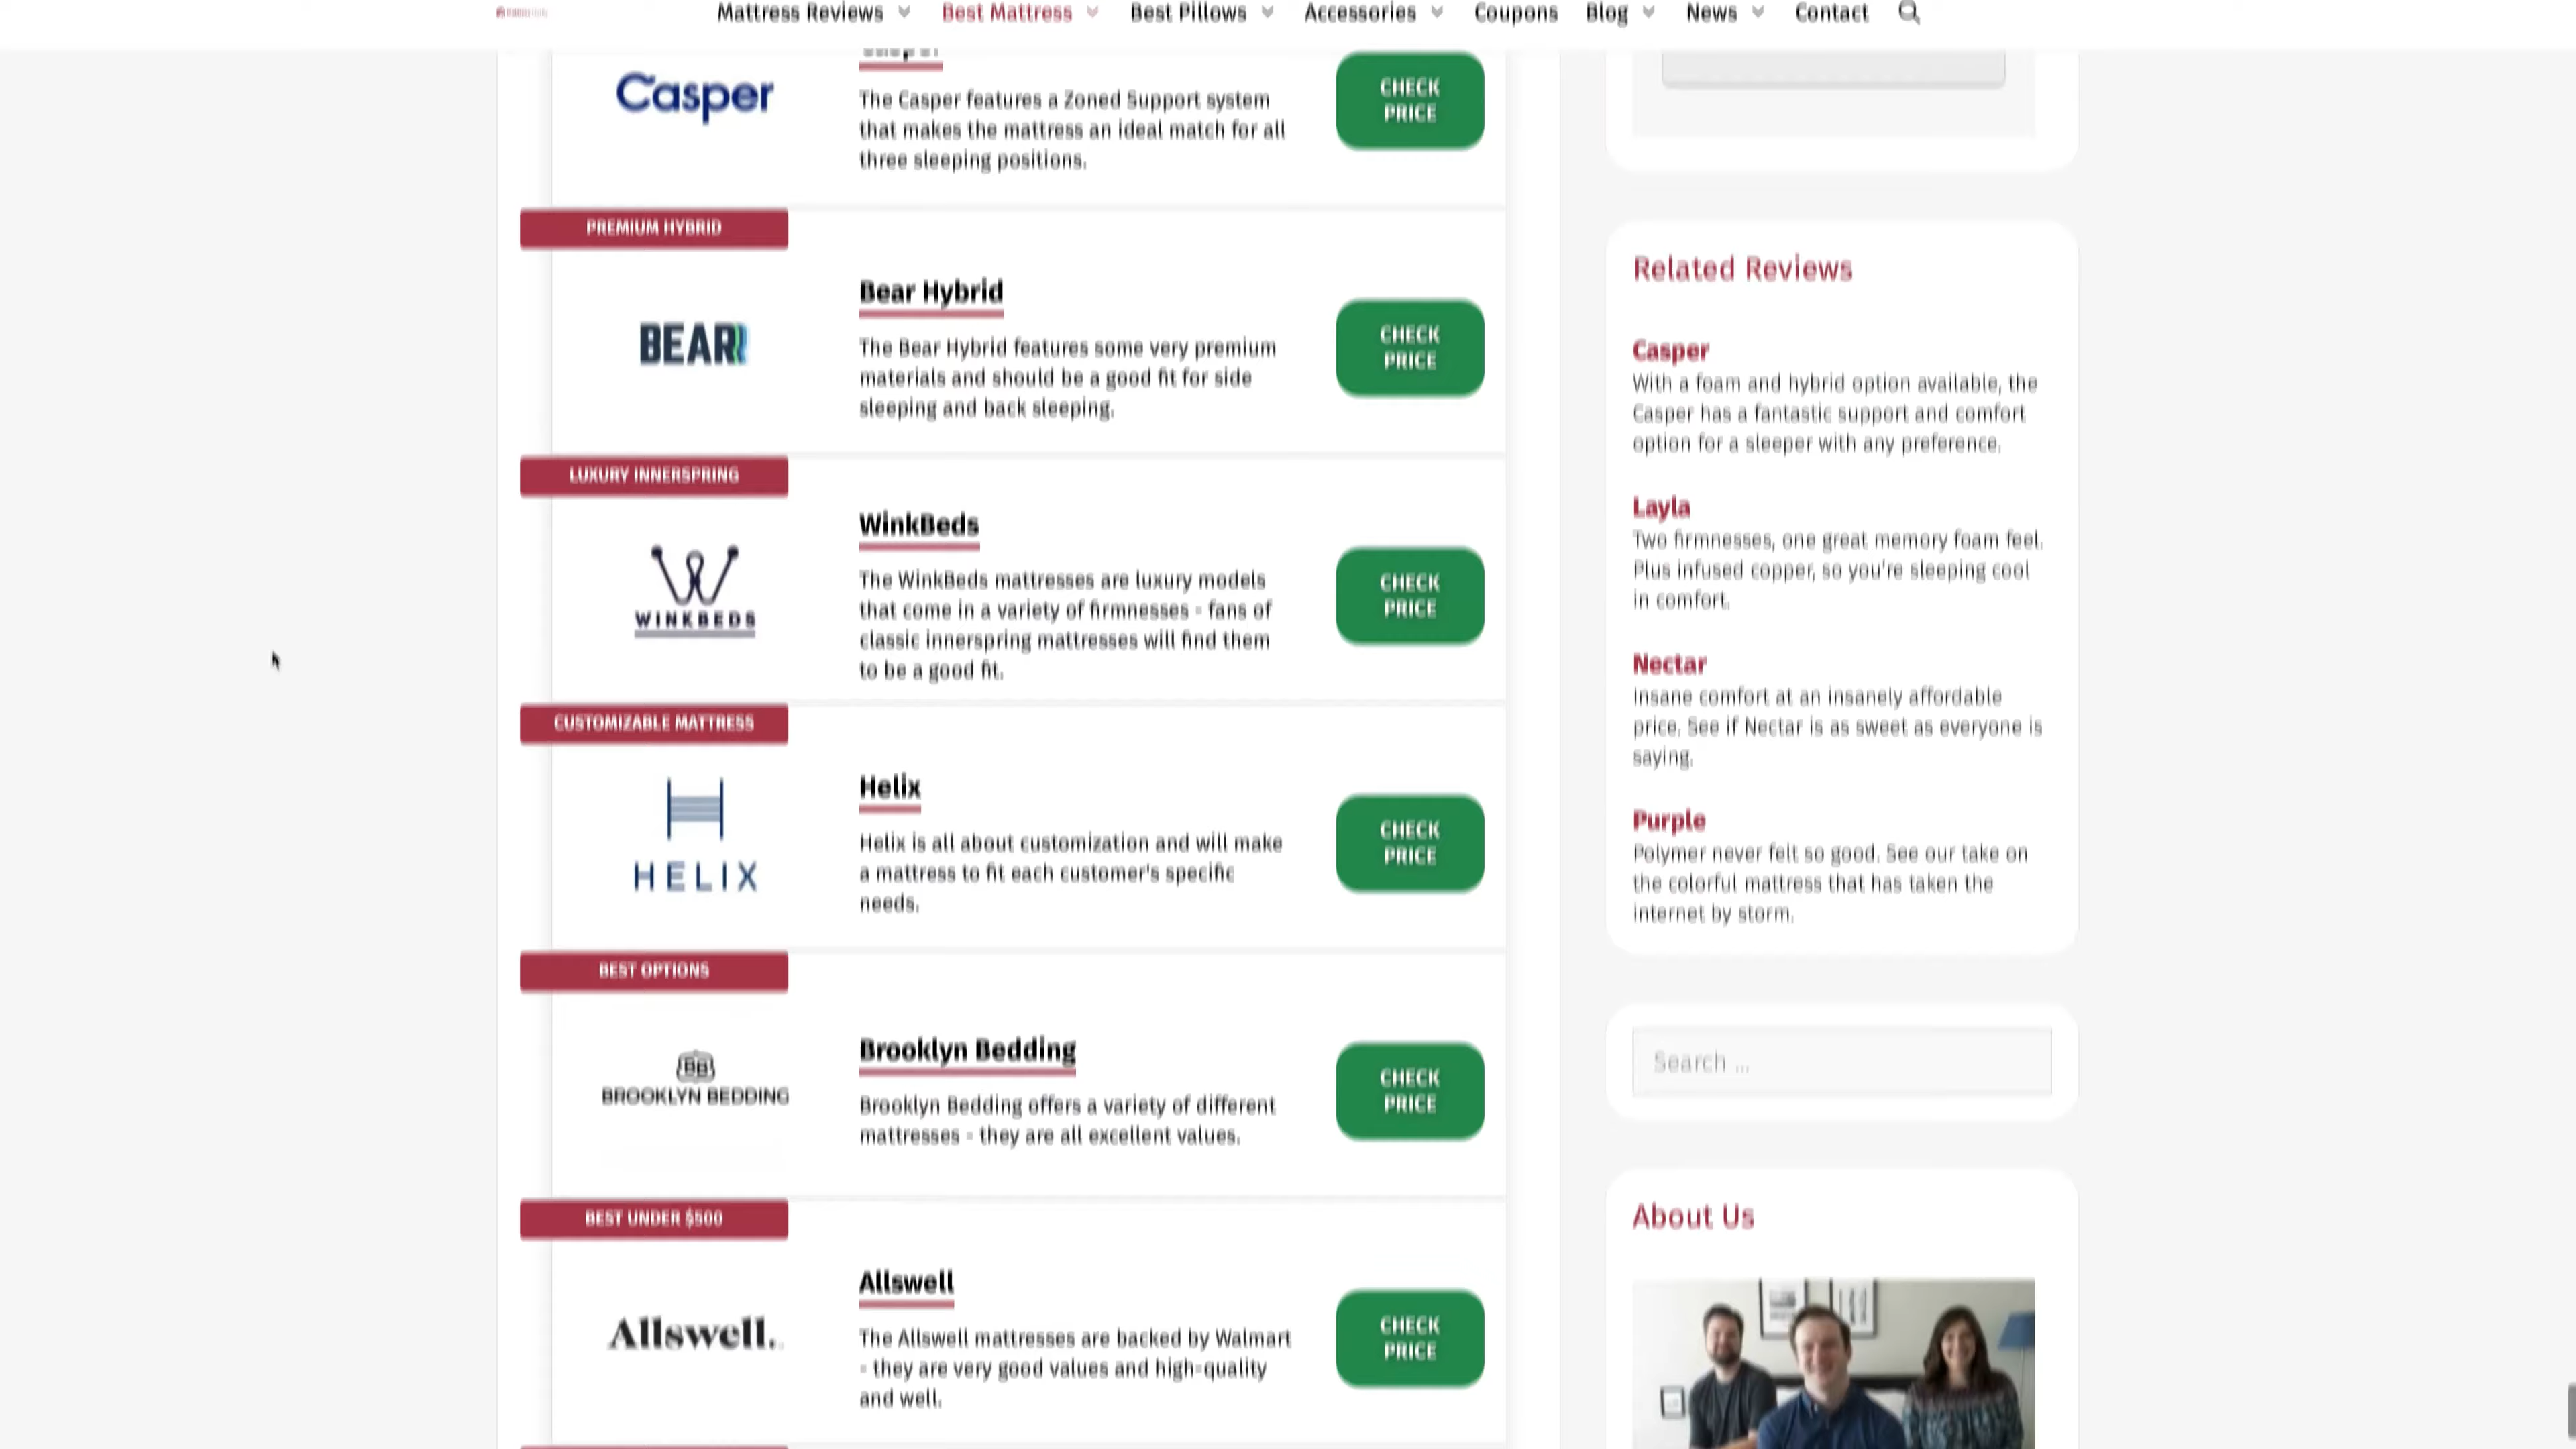 Mattress Reviews Best Mattress Best Pillows Accessories Coupons Blog News Contact
Casper
Casper
The Casper features a Zoned Support system
that makes the mattress an ideal match for all
three sleeping positions.
CHECK
PRICE
PREMIUM HYBRID
BEAR
Bear Hybrid
The Bear Hybrid features some very premium
materials and should be a good fit for side
sleeping and back sleeping.
CHECK
PRICE
LUXURY INNERSPRING
WINKBEDS
WinkBeds
The WinkBeds mattresses are luxury models
that come in a variety of firmnesses - fans of
classic innerspring mattresses will find them
to be a good fit.
CHECK
PRICE
CUSTOMIZABLE MATTRESS
HELIX
Helix
Helix is all about customization and will make
a mattress to fit each customer's specific
needs.
CHECK
PRICE
BEST OPTIONS
BB
BROOKLYN BEDDING
Brooklyn Bedding
Brooklyn Bedding offers a variety of different
mattresses - they are all excellent values.
CHECK
PRICE
BEST UNDER $500
Allswell.
Allswell
The Allswell mattresses are backed by Walmart
- they are very good values and high-quality
and well.
CHECK
PRICE
Related Reviews
Casper
With a foam and hybrid option available, the
Casper has a fantastic support and comfort
option for a sleeper with any preference.
Layla
Two firmnesses, one great memory foam feel.
Plus infused copper, so you're sleeping cool
in comfort.
Nectar
Insane comfort at an insanely affordable
price. See if Nectar is as sweet as everyone is
saying.
Purple
Polymer never felt so good. See our take on
the colorful mattress that has taken the
internet by storm.
Search ...
About Us